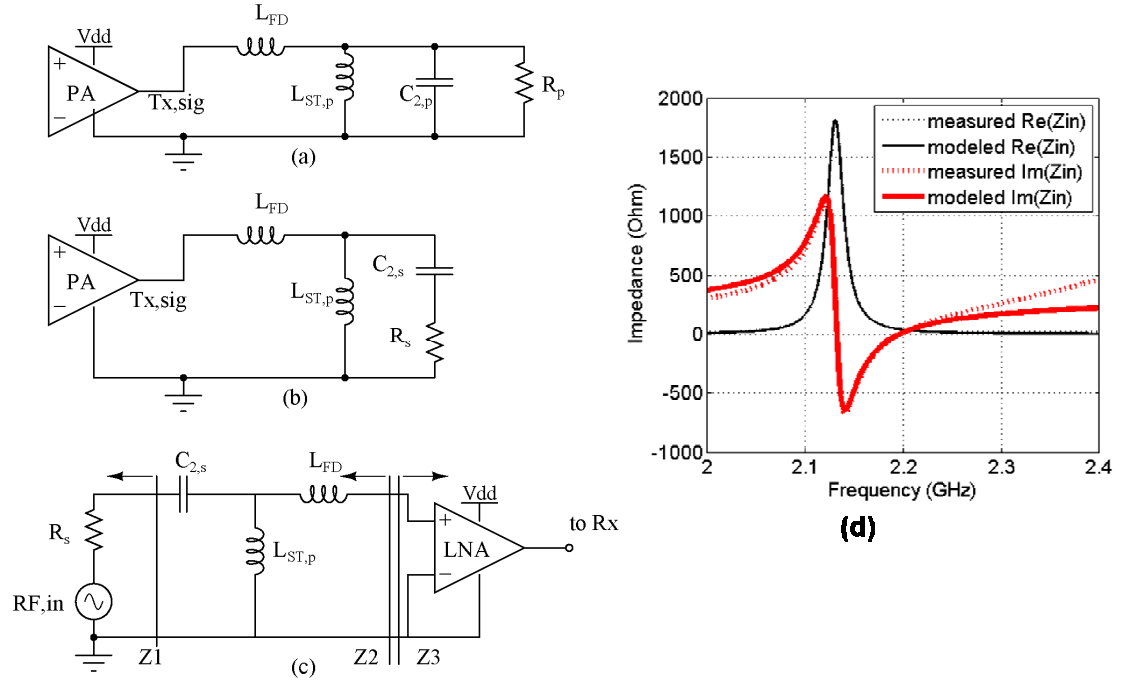 L_FD
Vdd
+
PA
−
Tx,sig
L_ST,p
C_2,p
R_p
(a)
L_FD
Vdd
+
PA
−
Tx,sig
L_ST,p
C_2,s
R_s
(b)
C_2,s
L_FD
Vdd
R_s
L_ST,p
+
LNA
−
to Rx
RF,in
Z1
Z2
Z3
(c)
2000
1500
1000
500
0
-500
-1000
Impedance (Ohm)
measured Re(Zin)
modeled Re(Zin)
measured Im(Zin)
modeled Im(Zin)
2
2.1
2.2
2.3
2.4
Frequency (GHz)
(d)